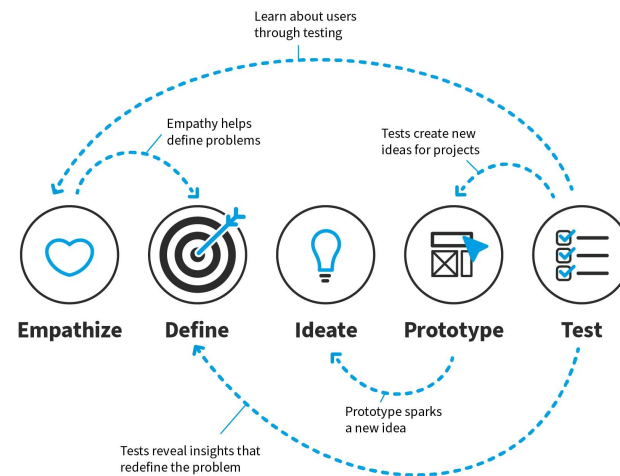 Learn about users
through testing
Empathy helps
define problems
Tests create new
ideas for projects
Empathize
Define
Ideate
Prototype
Test
Prototype sparks
a new idea
Tests reveal insights that
redefine the problem